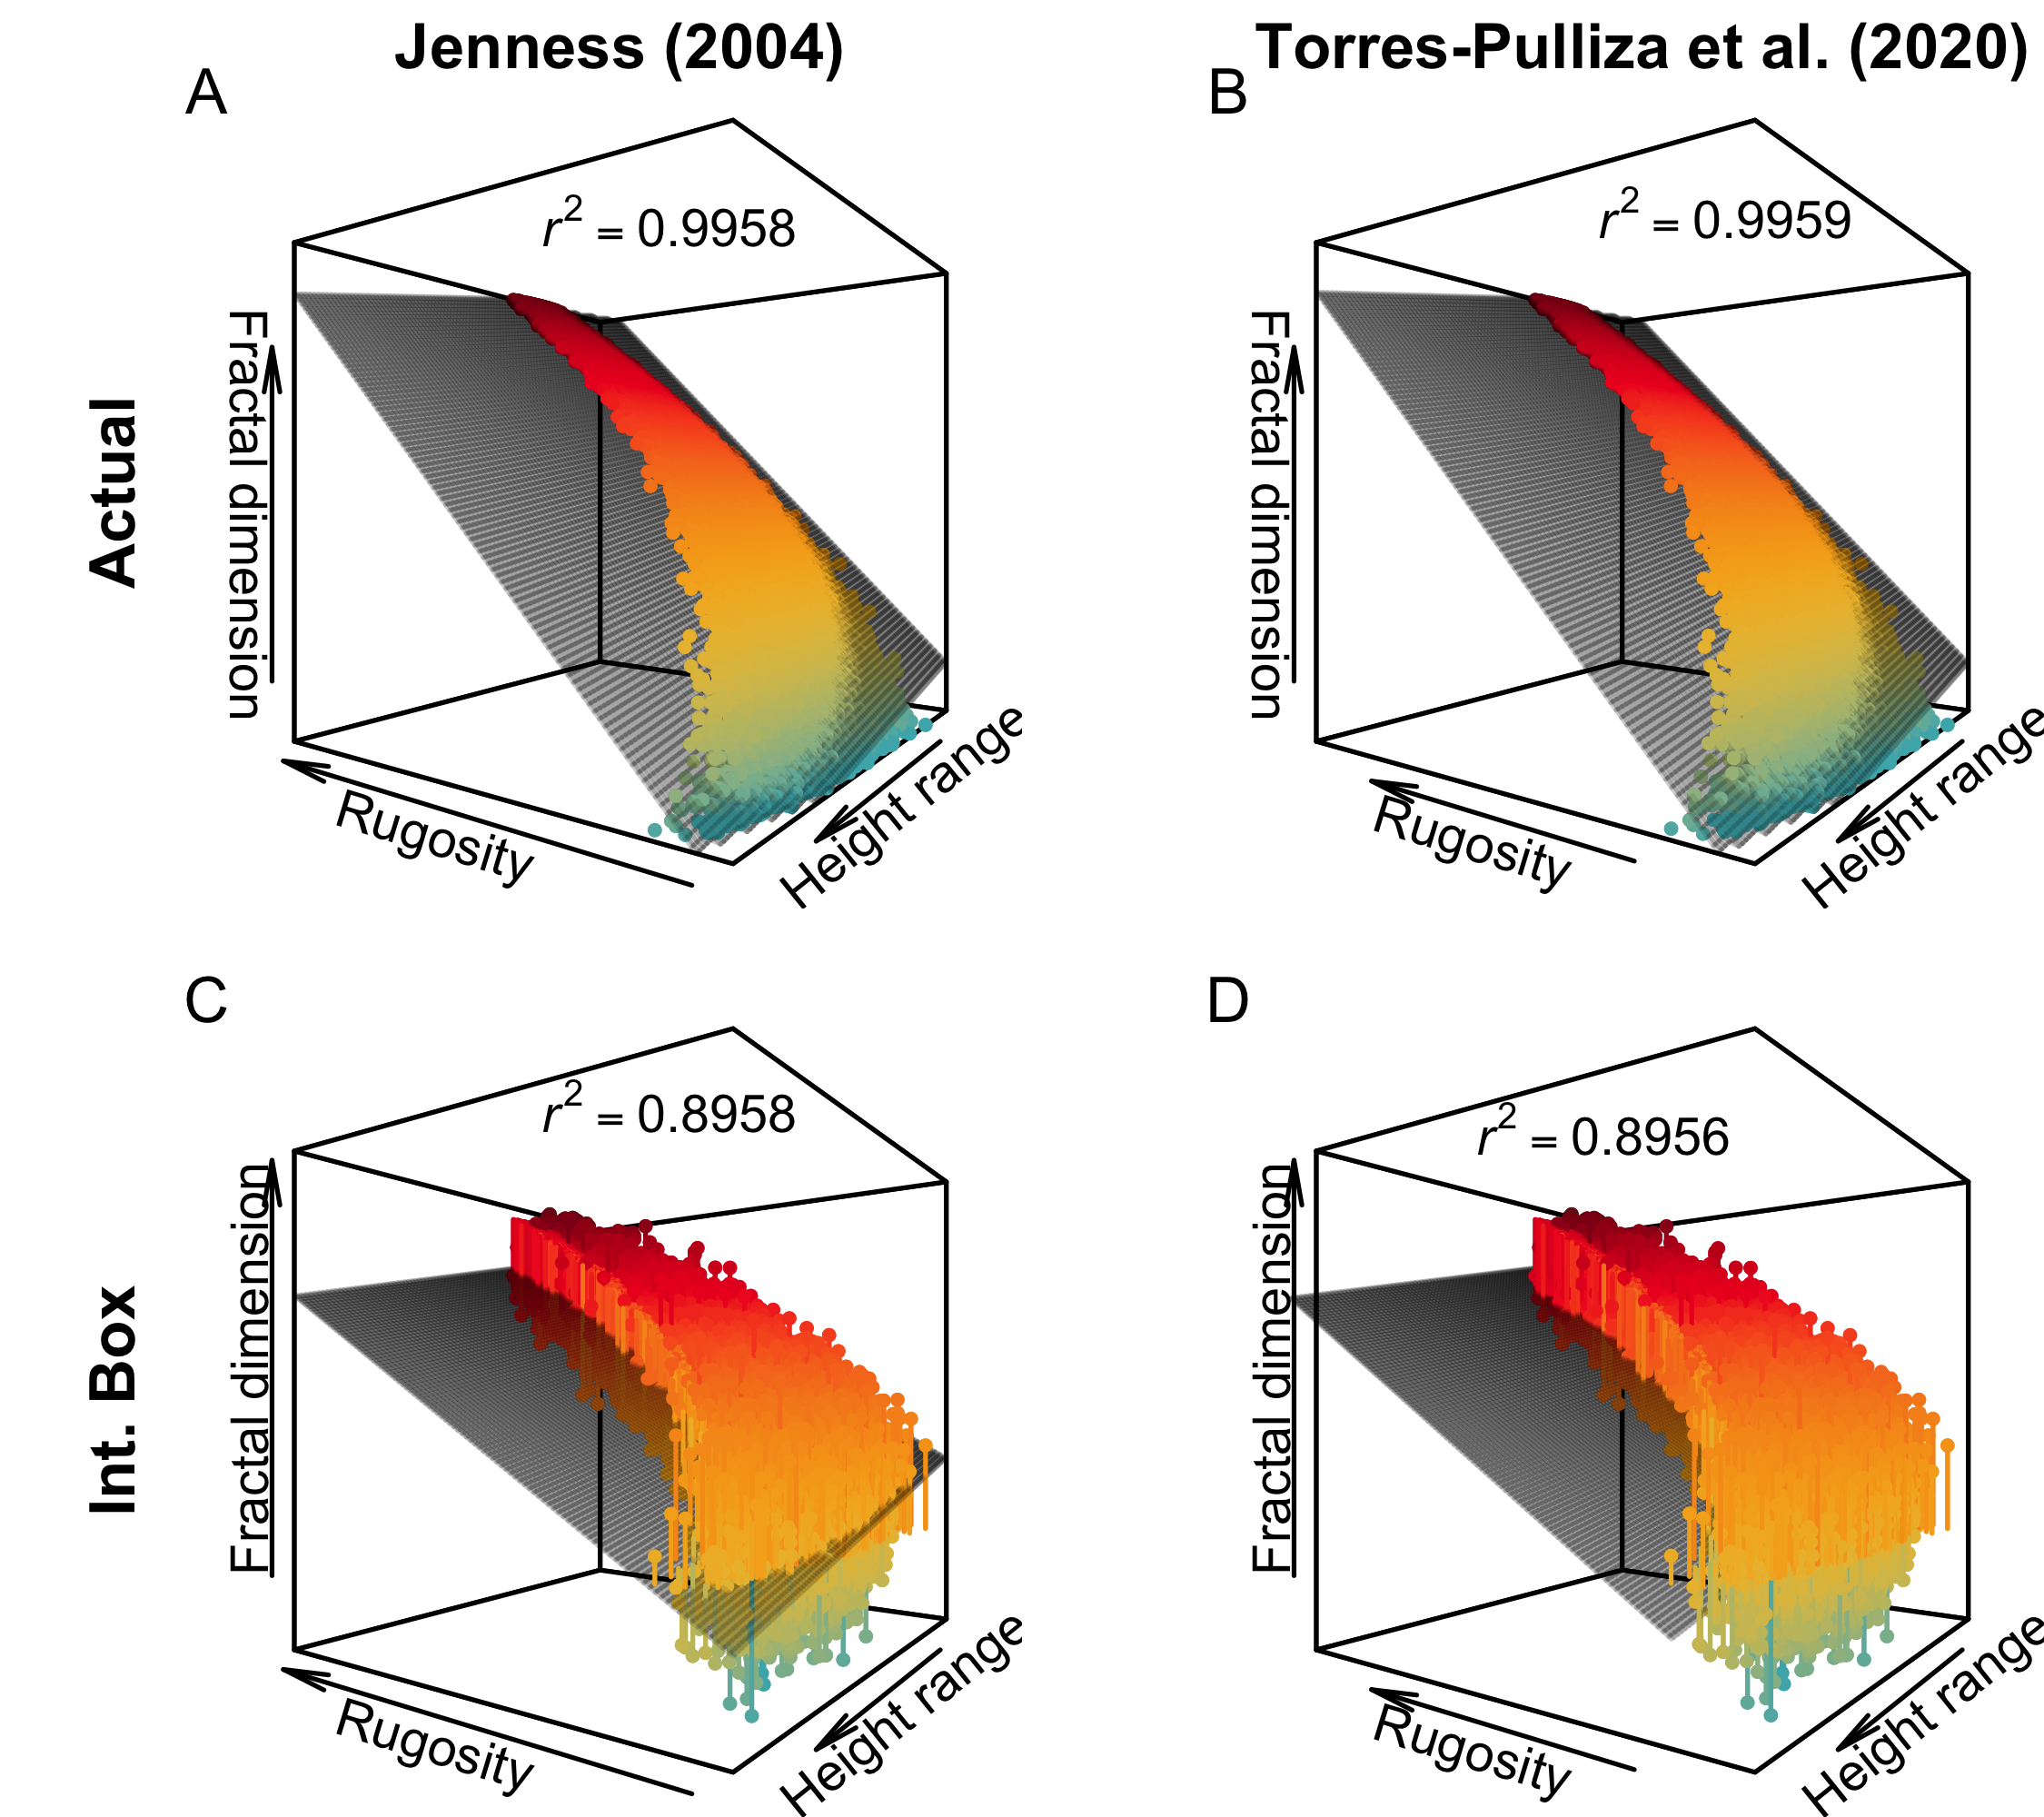 Jenness (2004)
Torres-Pulliza et al. (2020)
A
B
r2 = 0.9958
r2 = 0.9959
Actual
Fractal dimension
Rugosity
Height range
Fractal dimension
Rugosity
Height range
C
D
r2 = 0.8958
r2 = 0.8956
Int. Box
Fractal dimension
Rugosity
Height range
Fractal dimension
Rugosity
Height range